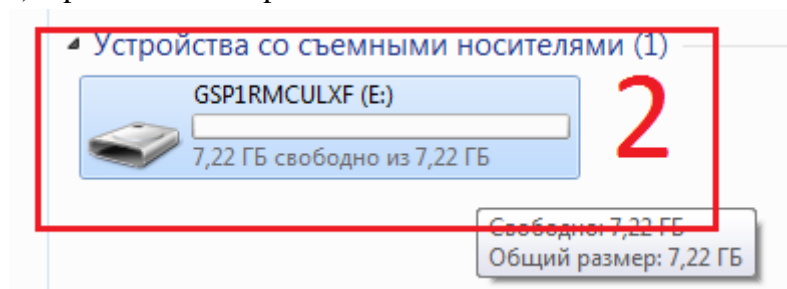 Устройства со съемными носителями (1)
GSP1RMCULXF (E:)
2
7,22 ГБ свободно из 7,22 ГБ
Свободно: 7,22 ГБ
Общий размер: 7,22 ГБ